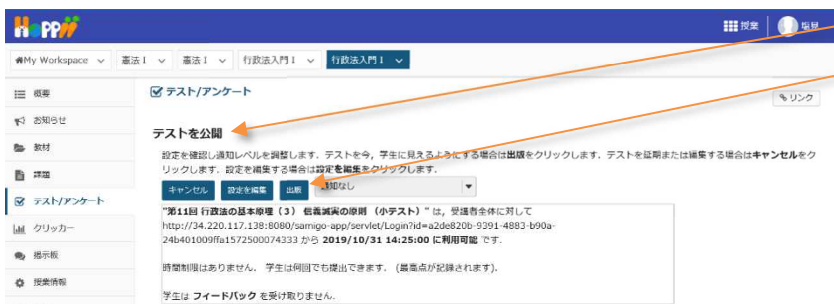 HoPPii
授業
塩見
My Workspace 憲法Ⅰ 憲法Ⅰ 行政法入門Ⅰ 行政法入門Ⅰ
概要
お知らせ
教材
課題
テスト/アンケート
クリッカー
掲示板
授業情報
テスト/アンケート
リンク
テストを公開
設定を確認し通知レベルを調整します．テストを今，学生に見えるようにする場合は出版をクリックします．テストを延期または編集する場合はキャンセルをク
リックします．設定を編集する場合は設定を編集をクリックします．
キャンセル 設定を編集 出版 通知なし
"第11回 行政法の基本原理（3） 信義誠実の原則 （小テスト）" は，受講者全体に対して
http://34.220.117.138:8080/samigo-app/servlet/Login?id=a2de820b-9391-4883-b90a-
24b401009ffa1572500074333 から 2019/10/31 14:25:00 に利用可能 です．
時間制限はありません． 学生は何回でも提出できます． (最高点が記録されます).
学生は フィードバック を受け取りません．